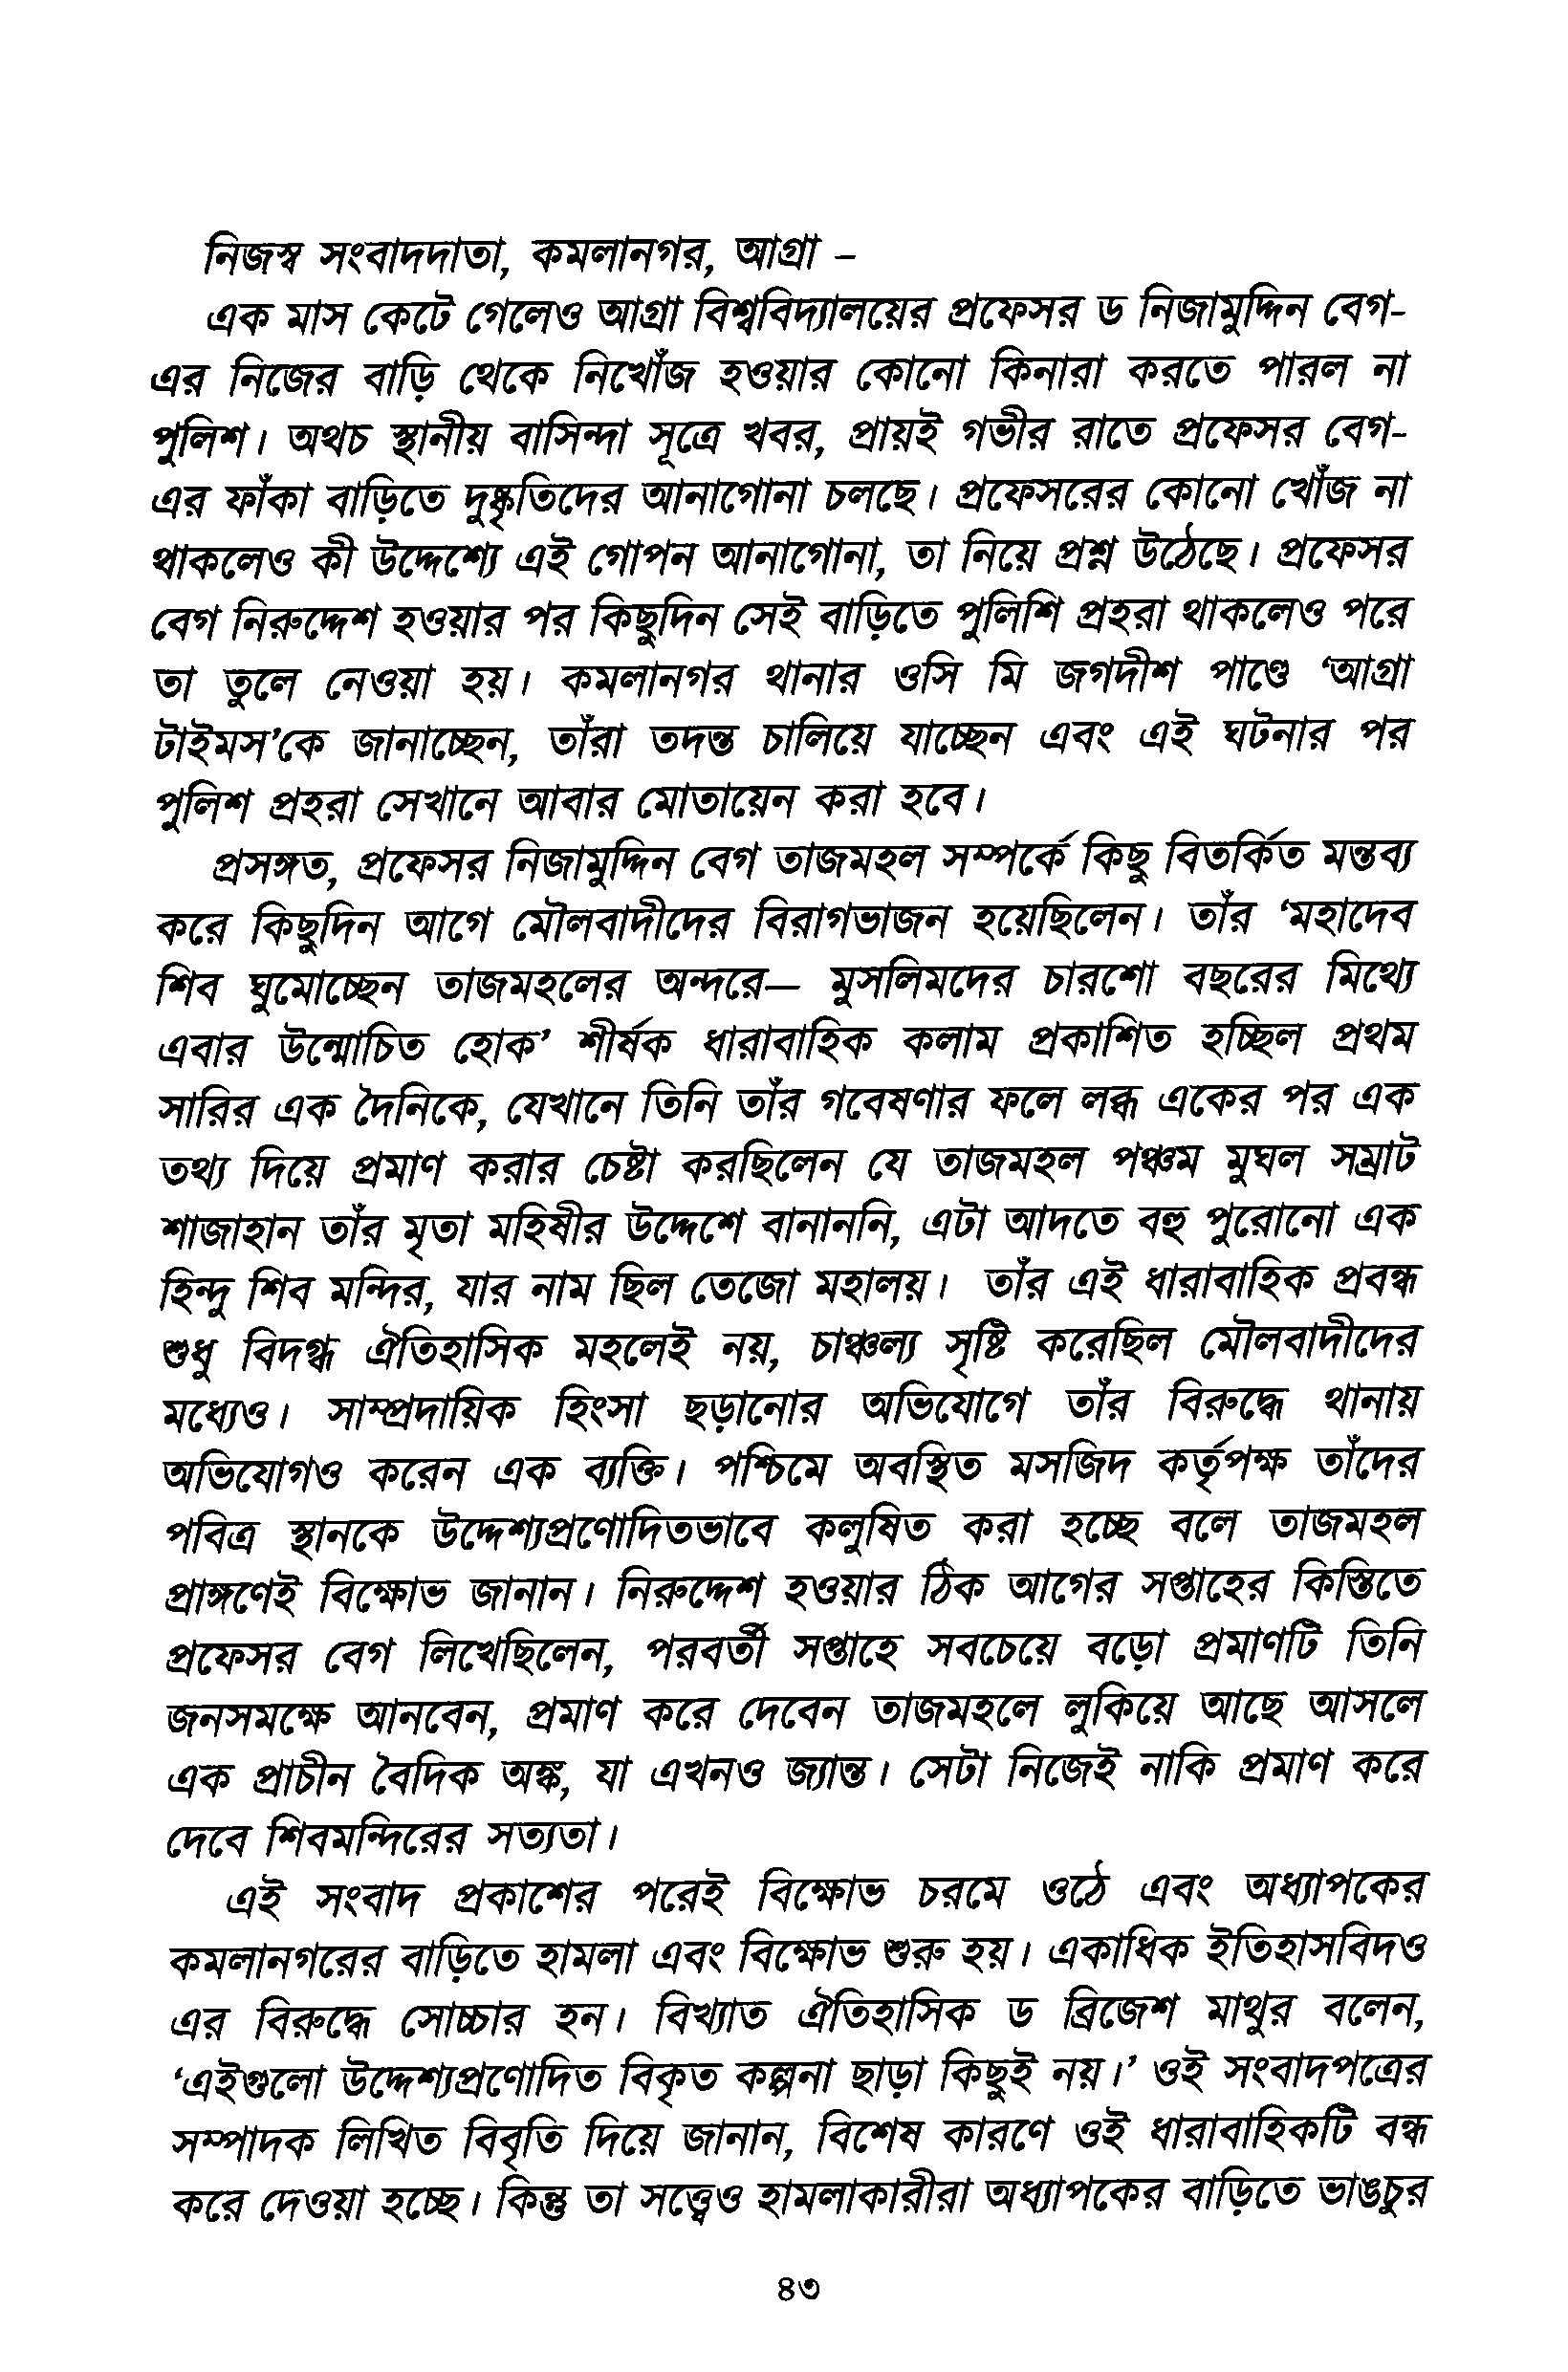 নিজস্ব সংবাদদাতা, কমলানগর, আগ্রা –
এক মাস কেটে গেলেও আগ্রা বিশ্ববিদ্যালয়ের প্রফেসর ড নিজামুদ্দিন বেগ-
এর নিজের বাড়ি থেকে নিখোঁজ হওয়ার কোনো কিনারা করতে পারল না
পুলিশ। অথচ স্থানীয় বাসিন্দা সূত্রে খবর, প্রায়ই গভীর রাতে প্রফেসর বেগ-
এর ফাঁকা বাড়িতে দুষ্কৃতিদের আনাগোনা চলছে। প্রফেসরের কোনো খোঁজ না
থাকলেও কী উদ্দেশ্যে এই গোপন আনাগোনা, তা নিয়ে প্রশ্ন উঠেছে। প্রফেসর
বেগ নিরুদ্দেশ হওয়ার পর কিছুদিন সেই বাড়িতে পুলিশি প্রহরা থাকলেও পরে
তা তুলে নেওয়া হয়। কমলানগর থানার ওসি মি জগদীশ পাণ্ডে ‘আগ্রা
টাইমস’কে জানাচ্ছেন, তাঁরা তদন্ত চালিয়ে যাচ্ছেন এবং এই ঘটনার পর
পুলিশ প্রহরা সেখানে আবার মোতায়েন করা হবে।
প্রসঙ্গত, প্রফেসর নিজামুদ্দিন বেগ তাজমহল সম্পর্কে কিছু বিতর্কিত মন্তব্য
করে কিছুদিন আগে মৌলবাদীদের বিরাগভাজন হয়েছিলেন। তাঁর ‘মহাদেব
শিব ঘুমোচ্ছেন তাজমহলের অন্দরে— মুসলিমদের চারশো বছরের মিথ্যে
এবার উন্মোচিত হোক’ শীর্ষক ধারাবাহিক কলাম প্রকাশিত হচ্ছিল প্রথম
সারির এক দৈনিকে, যেখানে তিনি তাঁর গবেষণার ফলে লব্ধ একের পর এক
তথ্য দিয়ে প্রমাণ করার চেষ্টা করছিলেন যে তাজমহল পঞ্চম মুঘল সম্রাট
শাজাহান তাঁর মৃতা মহিষীর উদ্দেশে বানাননি, এটা আদতে বহু পুরোনো এক
হিন্দু শিব মন্দির, যার নাম ছিল তেজো মহালয়। তাঁর এই ধারাবাহিক প্রবন্ধ
শুধু বিদগ্ধ ঐতিহাসিক মহলেই নয়, চাঞ্চল্য সৃষ্টি করেছিল মৌলবাদীদের
মধ্যেও। সাম্প্রদায়িক হিংসা ছড়ানোর অভিযোগে তাঁর বিরুদ্ধে থানায়
অভিযোগও করেন এক ব্যক্তি। পশ্চিমে অবস্থিত মসজিদ কর্তৃপক্ষ তাঁদের
পবিত্র স্থানকে উদ্দেশ্যপ্রণোদিতভাবে কলুষিত করা হচ্ছে বলে তাজমহল
প্রাঙ্গণেই বিক্ষোভ জানান। নিরুদ্দেশ হওয়ার ঠিক আগের সপ্তাহের কিস্তিতে
প্রফেসর বেগ লিখেছিলেন, পরবর্তী সপ্তাহে সবচেয়ে বড়ো প্রমাণটি তিনি
জনসমক্ষে আনবেন, প্রমাণ করে দেবেন তাজমহলে লুকিয়ে আছে আসলে
এক প্রাচীন বৈদিক অঙ্ক, যা এখনও জ্যান্ত। সেটা নিজেই নাকি প্রমাণ করে
দেবে শিবমন্দিরের সত্যতা।
এই সংবাদ প্রকাশের পরেই বিক্ষোভ চরমে ওঠে এবং অধ্যাপকের
কমলানগরের বাড়িতে হামলা এবং বিক্ষোভ শুরু হয়। একাধিক ইতিহাসবিদও
এর বিরুদ্ধে সোচ্চার হন। বিখ্যাত ঐতিহাসিক ড ব্রিজেশ মাথুর বলেন,
‘এইগুলো উদ্দেশ্যপ্রণোদিত বিকৃত কল্পনা ছাড়া কিছুই নয়।’ ওই সংবাদপত্রের
সম্পাদক লিখিত বিবৃতি দিয়ে জানান, বিশেষ কারণে ওই ধারাবাহিকটি বন্ধ
করে দেওয়া হচ্ছে। কিন্তু তা সত্ত্বেও হামলাকারীরা অধ্যাপকের বাড়িতে ভাঙচুর
৪৩